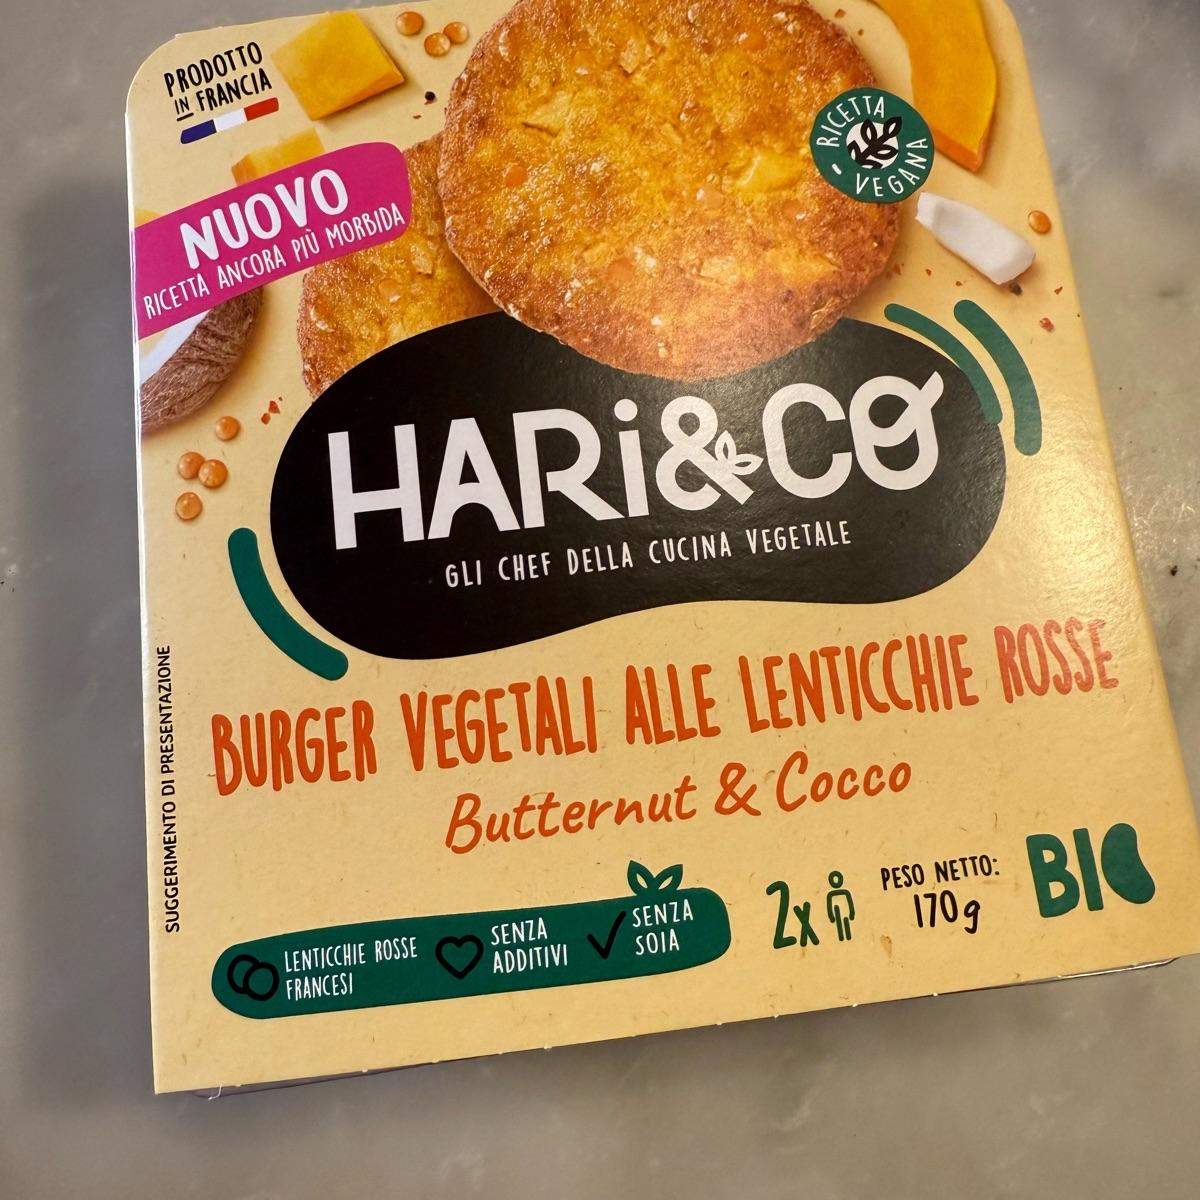 PRODOTTO
IN FRANCIA
NUOVO
RICETTA ANCORA PIÙ MORBIDA
RICETTA
VEGANA
HARi&CO
GLI CHEF DELLA CUCINA VEGETALE
BURGER VEGETALI ALLE LENTICCHIE ROSSE
Butternut & Cocco
SUGGERIMENTO DI PRESENTAZIONE
LENTICCHIE ROSSE
FRANCESI
SENZA
ADDITIVI
SENZA
SOIA
2x
PESO NETTO:
170g
BIO